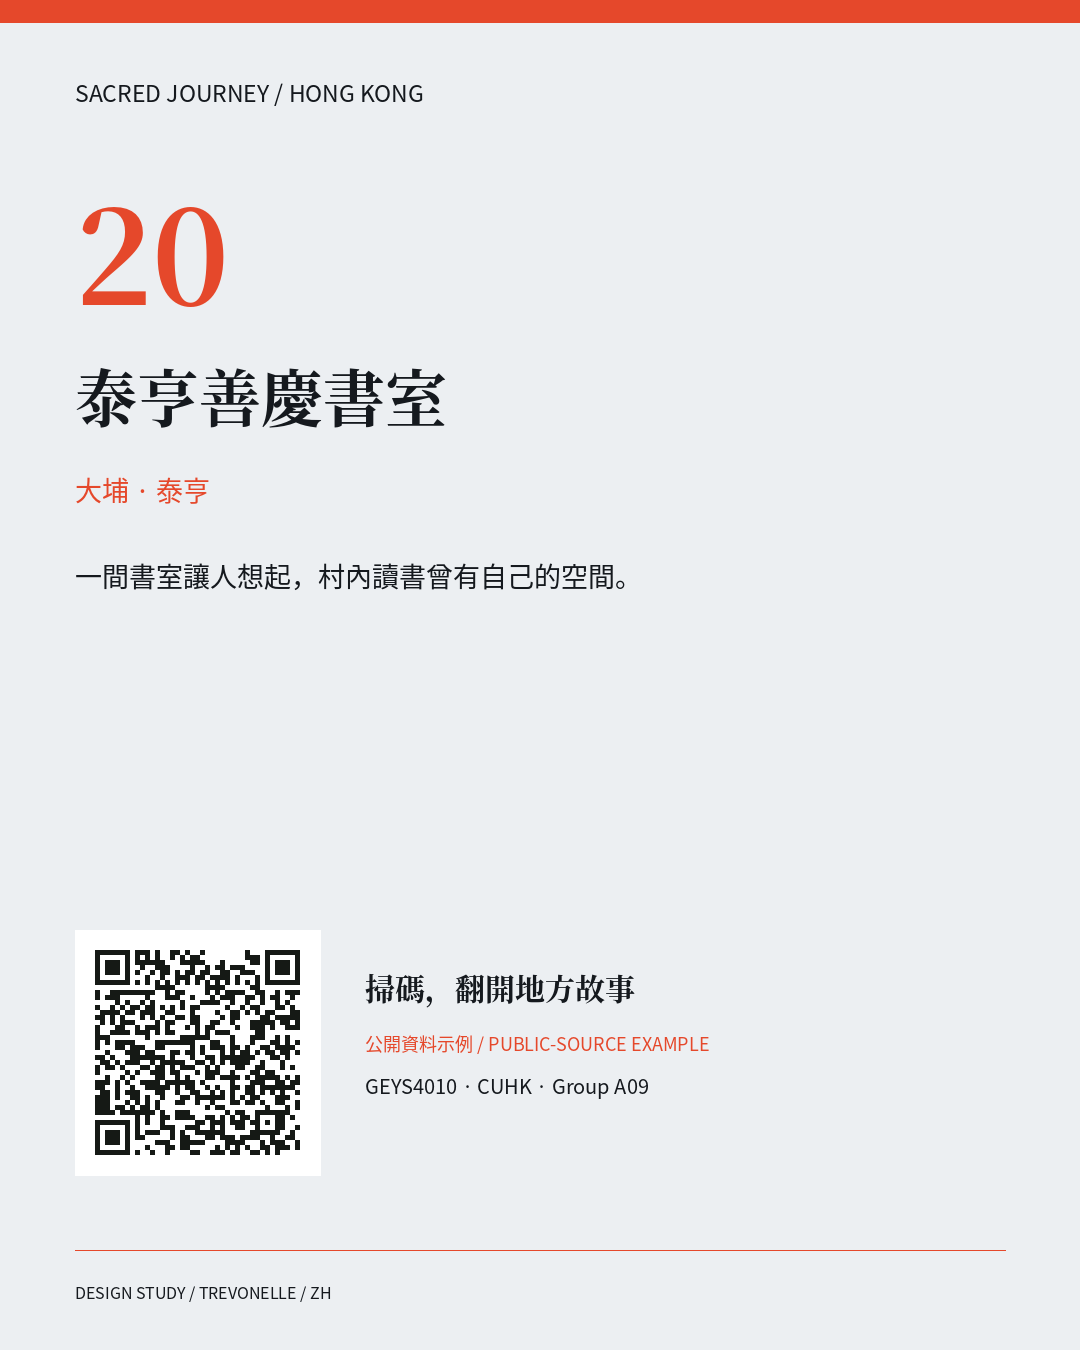 SACRED JOURNEY / HONG KONG
20
泰亨善慶書室
大埔 · 泰亨
一間書室讓人想起，村內讀書曾有自己的空間。
掃碼，翻開地方故事
公開資料示例 / PUBLIC-SOURCE EXAMPLE
GEYS4010 · CUHK · Group A09
DESIGN STUDY / TREVONELLE / ZH